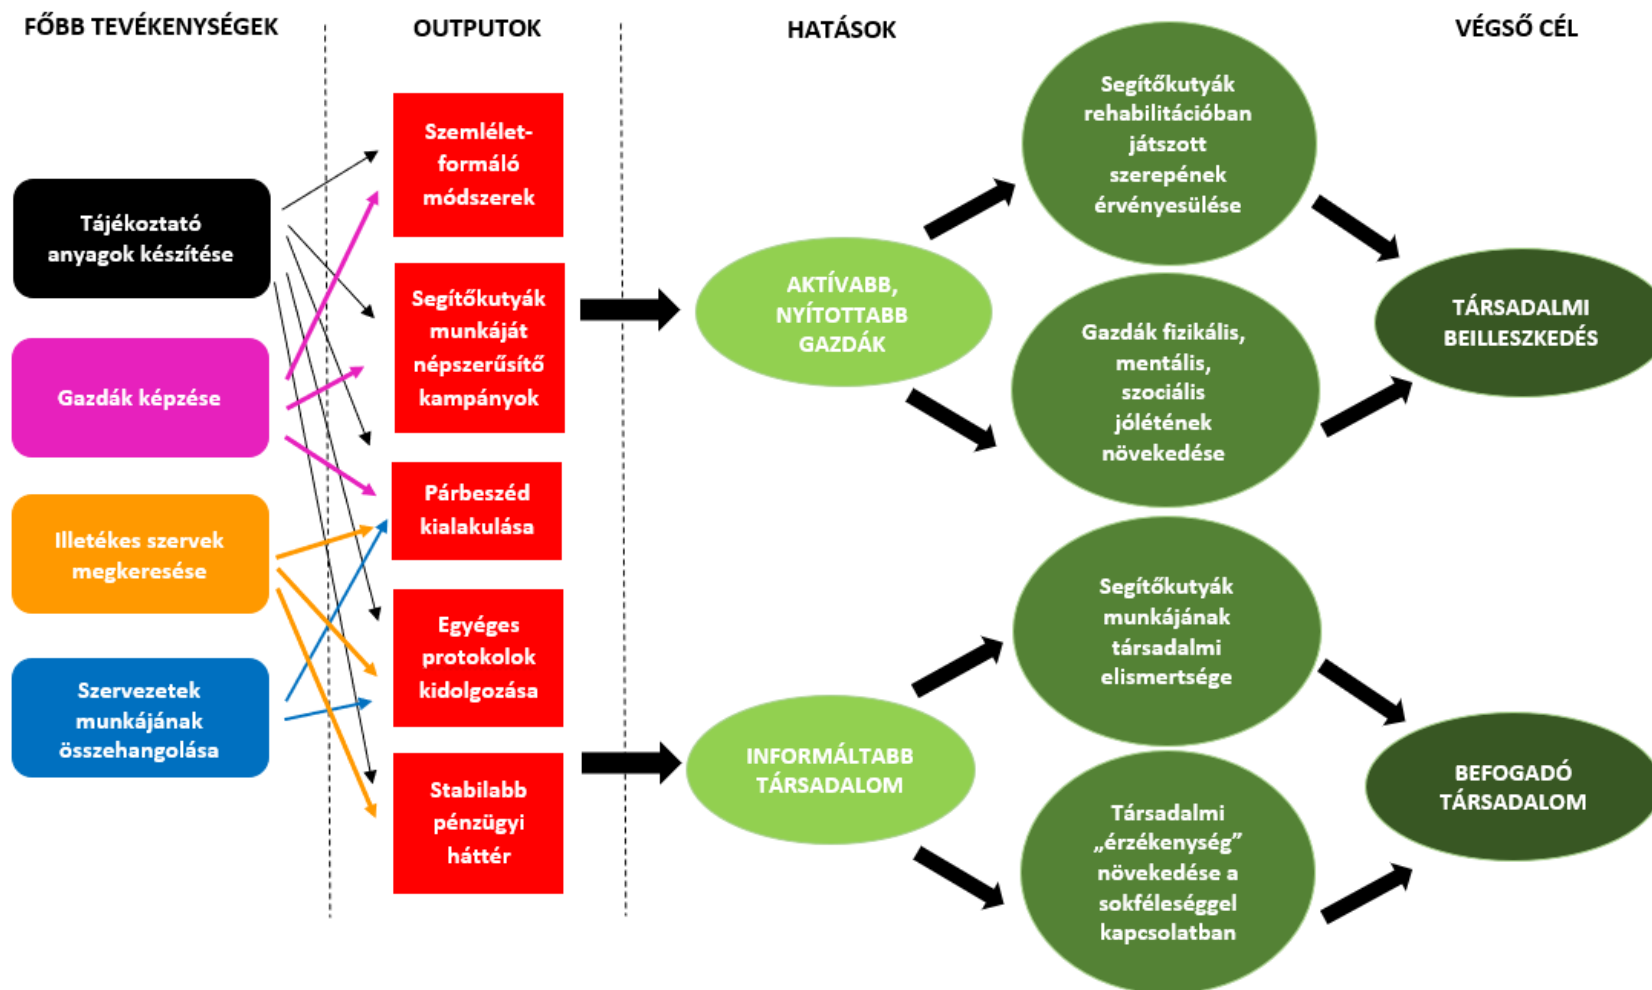 FŐBB TEVÉKENYSÉGEK
OUTPUTOK
HATÁSOK
VÉGSŐ CÉL
Tájékoztató
anyagok készítése
Gazdák képzése
Illetékes szervek
megkeresése
Szervezetek
munkájának
összehangolása
Szemlélet-
formáló
módszerek
Segítőkutyák
munkáját
népszerűsítő
kampányok
Párbeszéd
kialakulása
Egyéges
protokolok
kidolgozása
Stabilabb
pénzügyi
háttér
AKTÍVABB,
NYÍTOTTABB
GAZDÁK
INFORMÁLTABB
TÁRSADALOM
Segítőkutyák
rehabilitációban
játszott
szerepének
érvényesülése
Gazdák fizikális,
mentális,
szociális
jólétének
növekedése
Segítőkutyák
munkájának
társadalmi
elismertsége
Társadalmi
„érzékenység”
növekedése a
sokféleséggel
kapcsolatban
TÁRSADALMI
BEILLESZKEDÉS
BEFOGADÓ
TÁRSADALOM